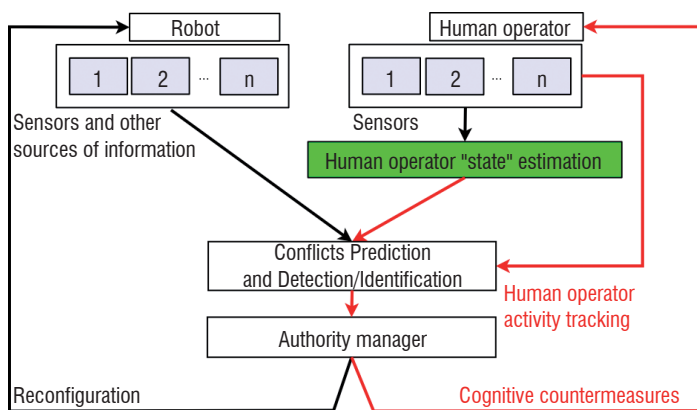 Robot
Human operator
1 2 ... n
1 2 ... n
Sensors and other
sources of information
Sensors
Human operator "state" estimation
Conflicts Prediction
and Detection/Identification
Human operator
activity tracking
Authority manager
Reconfiguration
Cognitive countermeasures